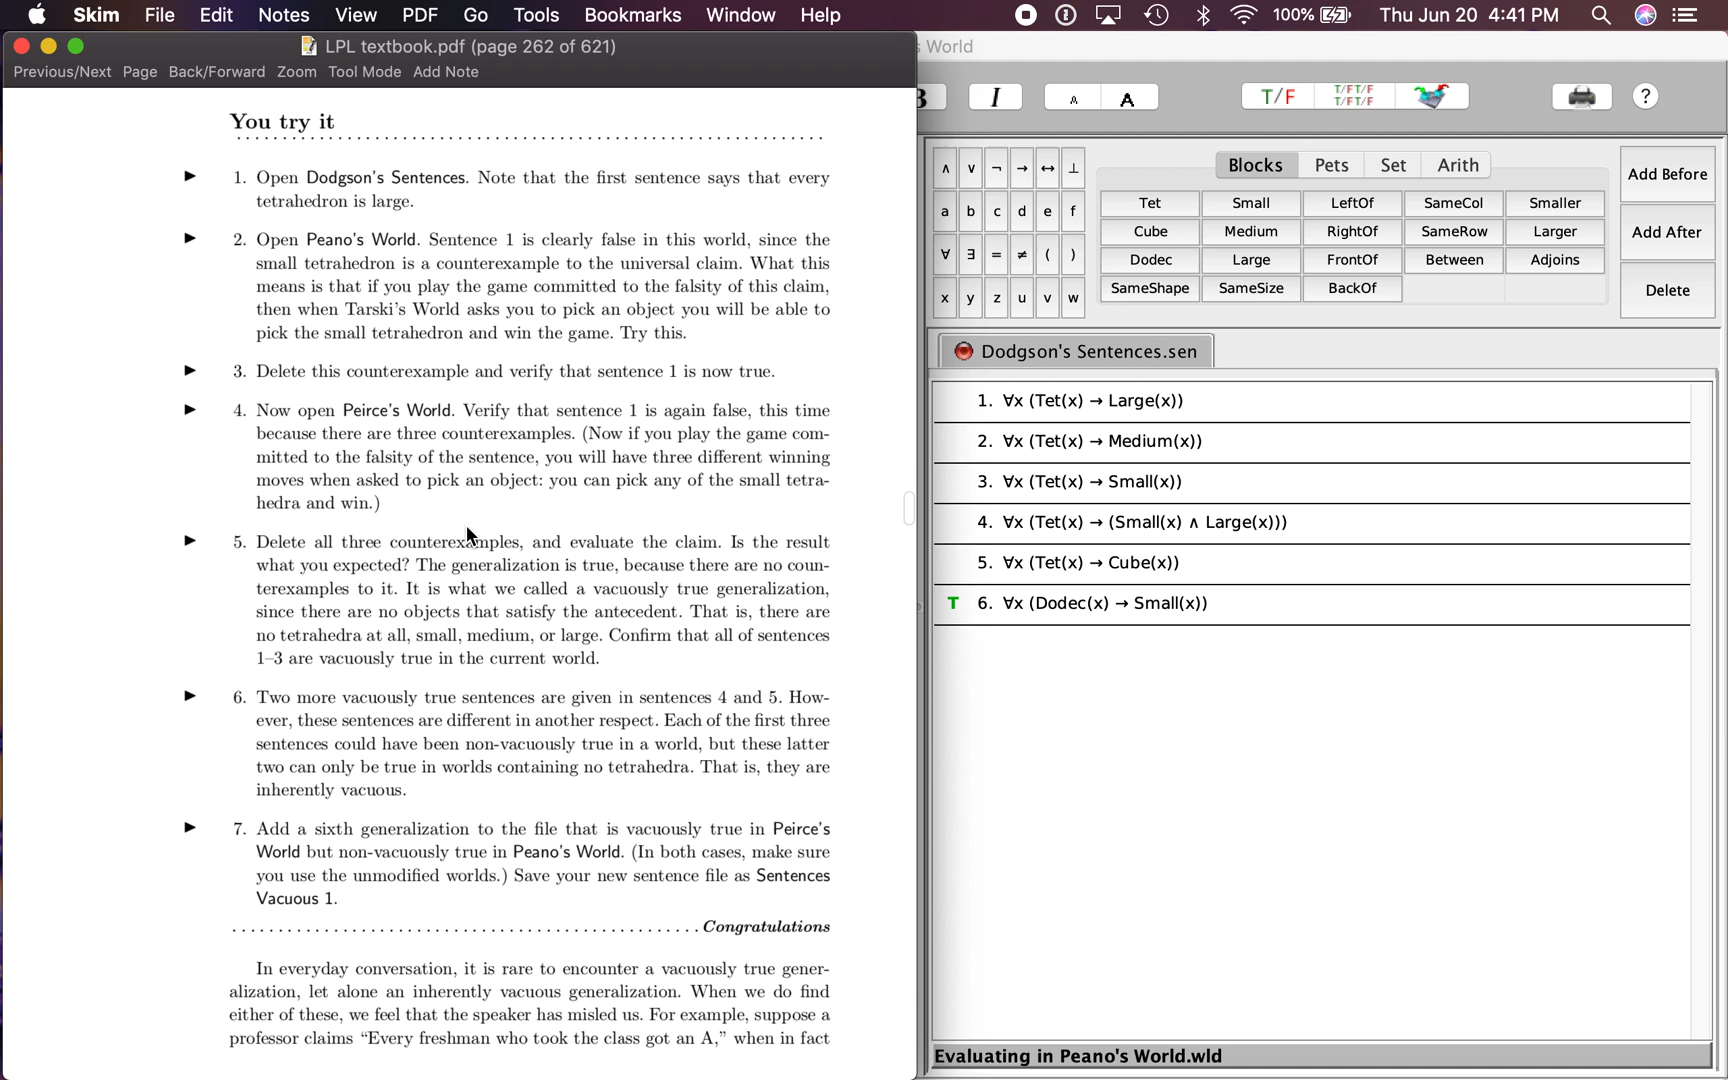 Skim File Edit Notes View PDF Go Tools Bookmarks Window Help 100% Thu Jun 20 4:41 PM
LPL textbook.pdf (page 262 of 621)
Previous/Next Page Back/Forward Zoom Tool Mode Add Note
You try it
1. Open Dodgson's Sentences. Note that the first sentence says that every
tetrahedron is large.
2. Open Peano's World. Sentence 1 is clearly false in this world, since the
small tetrahedron is a counterexample to the universal claim. What this
means is that if you play the game committed to the falsity of this claim,
then when Tarski's World asks you to pick an object you will be able to
pick the small tetrahedron and win the game. Try this.
3. Delete this counterexample and verify that sentence 1 is now true.
4. Now open Peirce's World. Verify that sentence 1 is again false, this time
because there are three counterexamples. (Now if you play the game com-
mitted to the falsity of the sentence, you will have three different winning
moves when asked to pick an object: you can pick any of the small tetra-
hedra and win.)
5. Delete all three counterexamples, and evaluate the claim. Is the result
what you expected? The generalization is true, because there are no coun-
terexamples to it. It is what we called a vacuously true generalization,
since there are no objects that satisfy the antecedent. That is, there are
no tetrahedra at all, small, medium, or large. Confirm that all of sentences
1–3 are vacuously true in the current world.
6. Two more vacuously true sentences are given in sentences 4 and 5. How-
ever, these sentences are different in another respect. Each of the first three
sentences could have been non-vacuously true in a world, but these latter
two can only be true in worlds containing no tetrahedra. That is, they are
inherently vacuous.
7. Add a sixth generalization to the file that is vacuously true in Peirce's
World but non-vacuously true in Peano's World. (In both cases, make sure
you use the unmodified worlds.) Save your new sentence file as Sentences
Vacuous 1.
Congratulations
In everyday conversation, it is rare to encounter a vacuously true gener-
alization, let alone an inherently vacuous generalization. When we do find
either of these, we feel that the speaker has misled us. For example, suppose a
professor claims “Every freshman who took the class got an A,” when in fact
World
I A A T/F T/FT/F ?
T/FT/F
Blocks Pets Set Arith
∧ ∨ ¬ → ↔ ⊥
a b c d e f
∀ ∃ = ≠ ( )
x y z u v w
Tet Small LeftOf SameCol Smaller
Cube Medium RightOf SameRow Larger
Dodec Large FrontOf Between Adjoins
SameShape SameSize BackOf
Add Before
Add After
Delete
Dodgson's Sentences.sen
1. ∀x (Tet(x) → Large(x))
2. ∀x (Tet(x) → Medium(x))
3. ∀x (Tet(x) → Small(x))
4. ∀x (Tet(x) → (Small(x) ∧ Large(x)))
5. ∀x (Tet(x) → Cube(x))
T 6. ∀x (Dodec(x) → Small(x))
Evaluating in Peano's World.wld